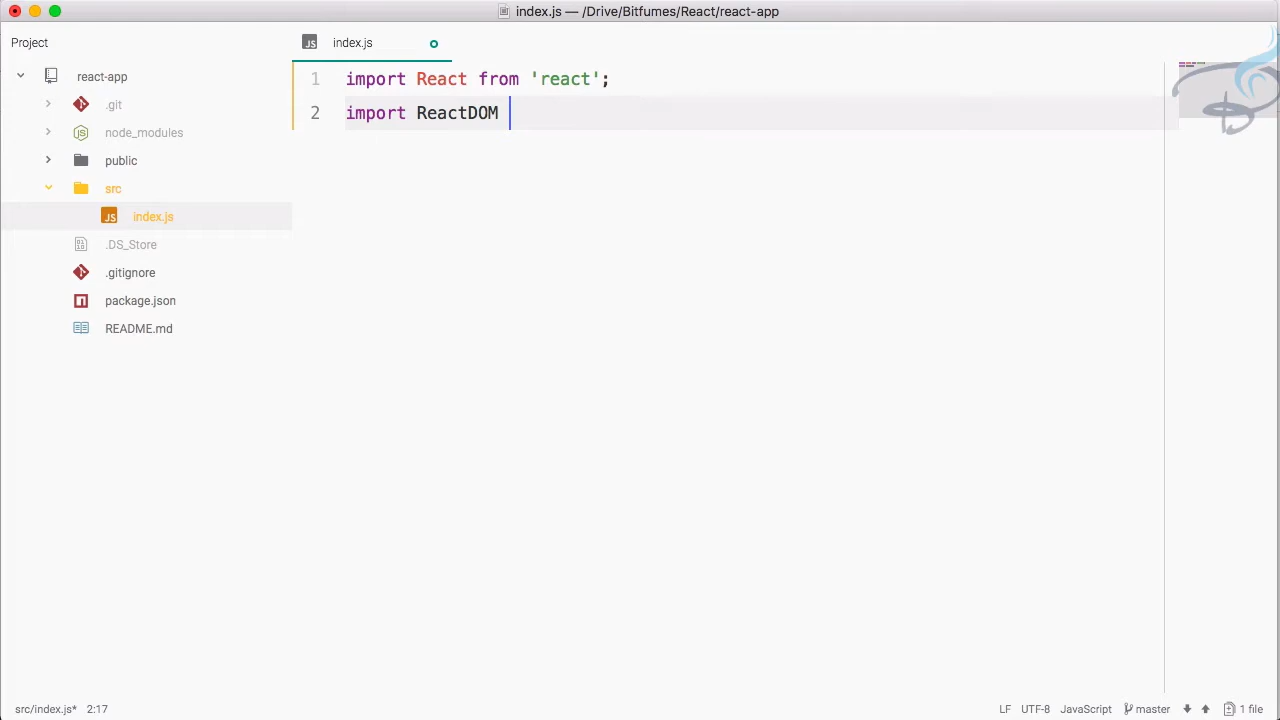 index.js — /Drive/Bitfumes/React/react-app
Project
index.js
react-app
.git
node_modules
public
src
index.js
.DS_Store
.gitignore
package.json
README.md
1 import React from 'react';
2 import ReactDOM
src/index.js* 2:17
LF UTF-8 JavaScript master 1 file